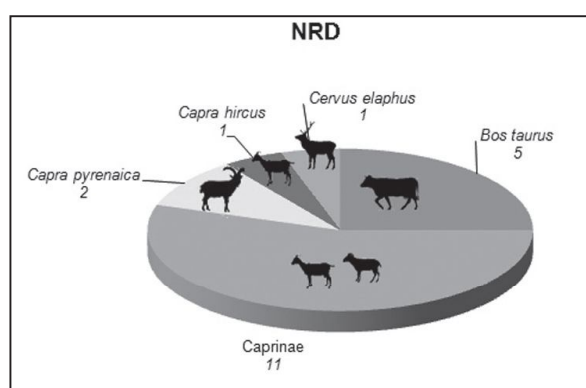 NRD
Cervus elaphus
1
Capra hircus
1
Bos taurus
5
Capra pyrenaica
2
Caprinae
11